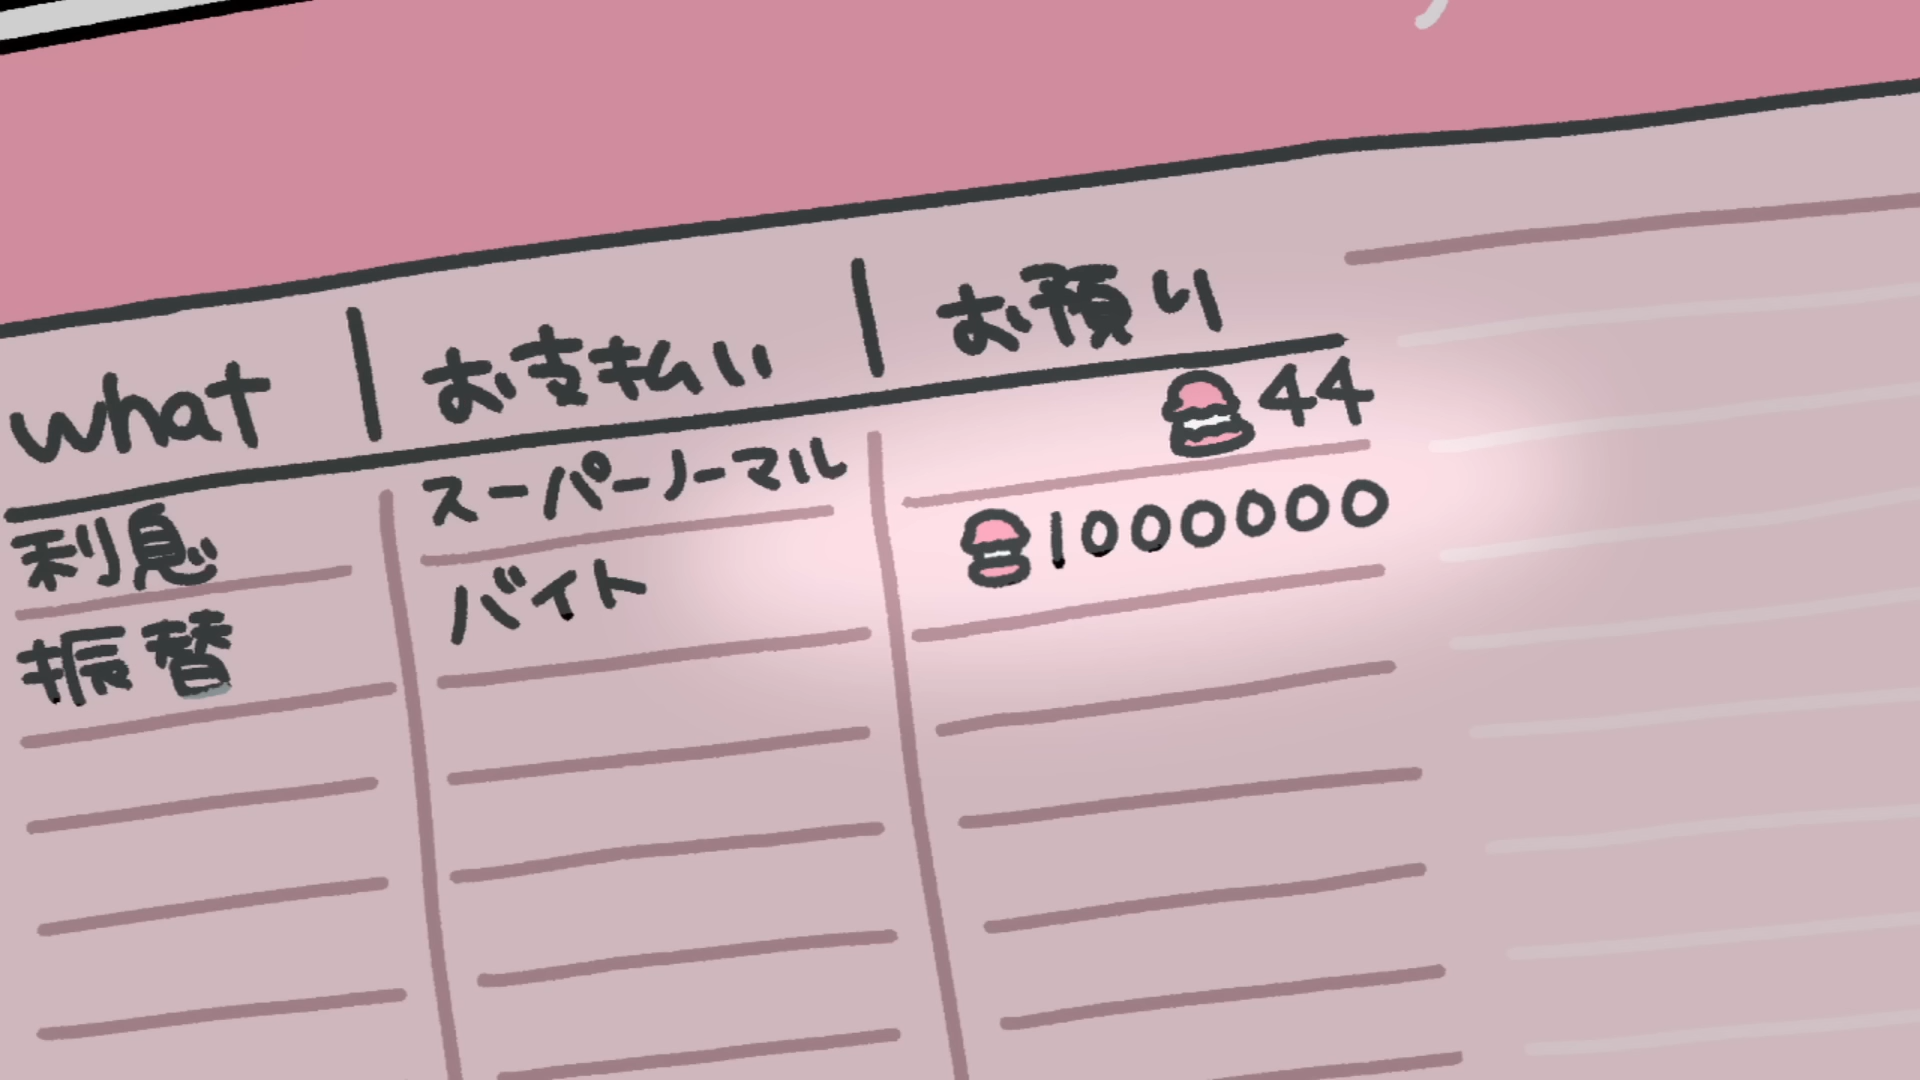 what お支払い お預り
利息 スーパーノーマル 44
振替 バイト 1000000